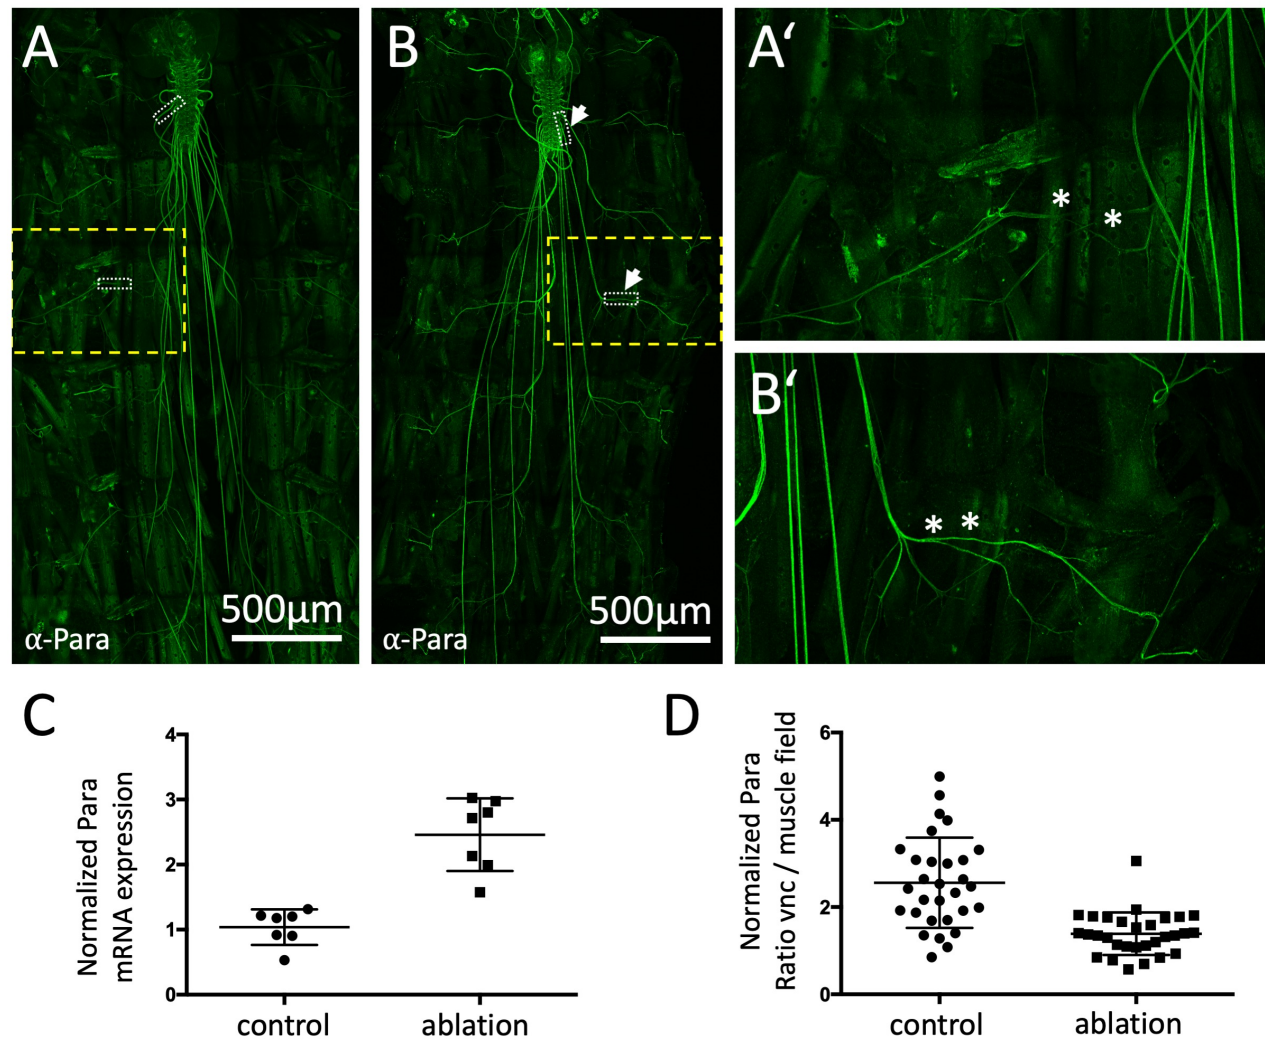 A
B
A‘
α-Para
500µm
α-Para
500µm
B‘
*
*
*
*
C
Normalized Para
mRNA expression
4
3
2
1
0
control
ablation
D
Normalized Para
Ratio vnc / muscle field
6
4
2
0
control
ablation